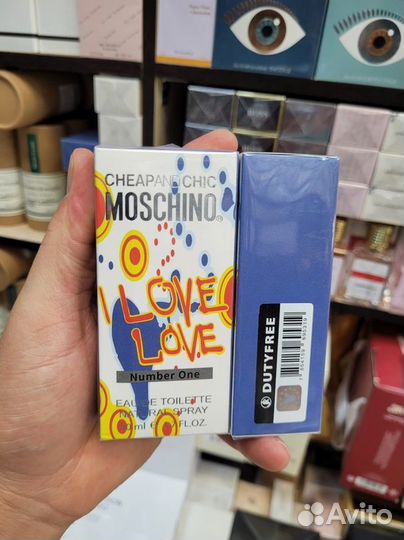 CHEAPANDCHIC
MOSCHINO®
I LOVE
LOVE
Number One
EAU DE TOILETTE
NATURAL SPRAY
DUTYFREE
Avito